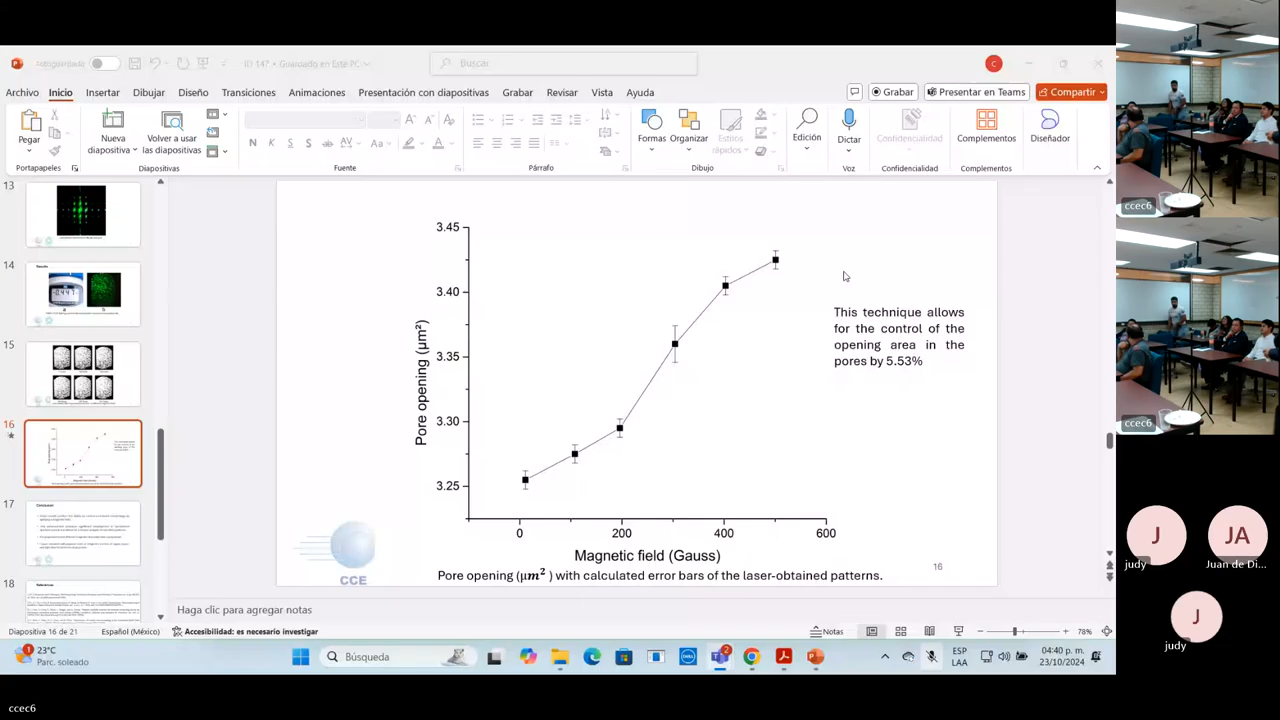 Autoguardado
ID 147 • Guardado en Este PC
Buscar
C
Archivo Inicio Insertar Dibujar Diseño Transiciones Animaciones Presentación con diapositivas Grabar Revisar Vista Ayuda
Grabar
Presentar en Teams
Compartir
Pegar
Nueva diapositiva
Volver a usar las diapositivas
Formas
Organizar
Estilos rápidos
Edición
Dictar
Confidencialidad
Complementos
Diseñador
Portapapeles
Diapositivas
Fuente
Párrafo
Dibujo
Voz
Confidencialidad
Complementos
13
14
Results
15
16
17
Conclusion
18
References
3.45
3.40
3.35
3.30
3.25
Pore opening (µm²)
0 200 400 600
Magnetic field (Gauss)
This technique allows
for the control of the
opening area in the
pores by 5.53%
CCE
Pore opening (μm²) with calculated error bars of the laser-obtained patterns.
16
Haga clic para agregar notas
Diapositiva 16 de 21
Español (México)
Accesibilidad: es necesario investigar
Notas
78%
23°C
Parc. soleado
Búsqueda
ESP
LAA
04:40 p. m.
23/10/2024
ccec6
ccec6
J
judy
JA
Juan de Di...
J
judy
ccec6